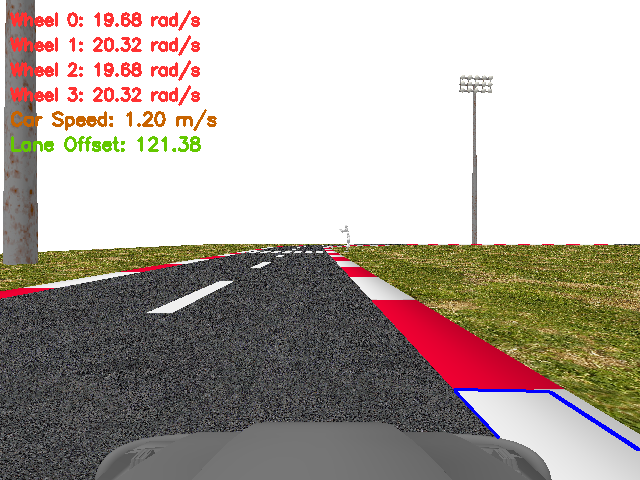 Wheel 0: 19.68 rad/s
Wheel 1: 20.32 rad/s
Wheel 2: 19.68 rad/s
Wheel 3: 20.32 rad/s
Car Speed: 1.20 m/s
Lane Offset: 121.38